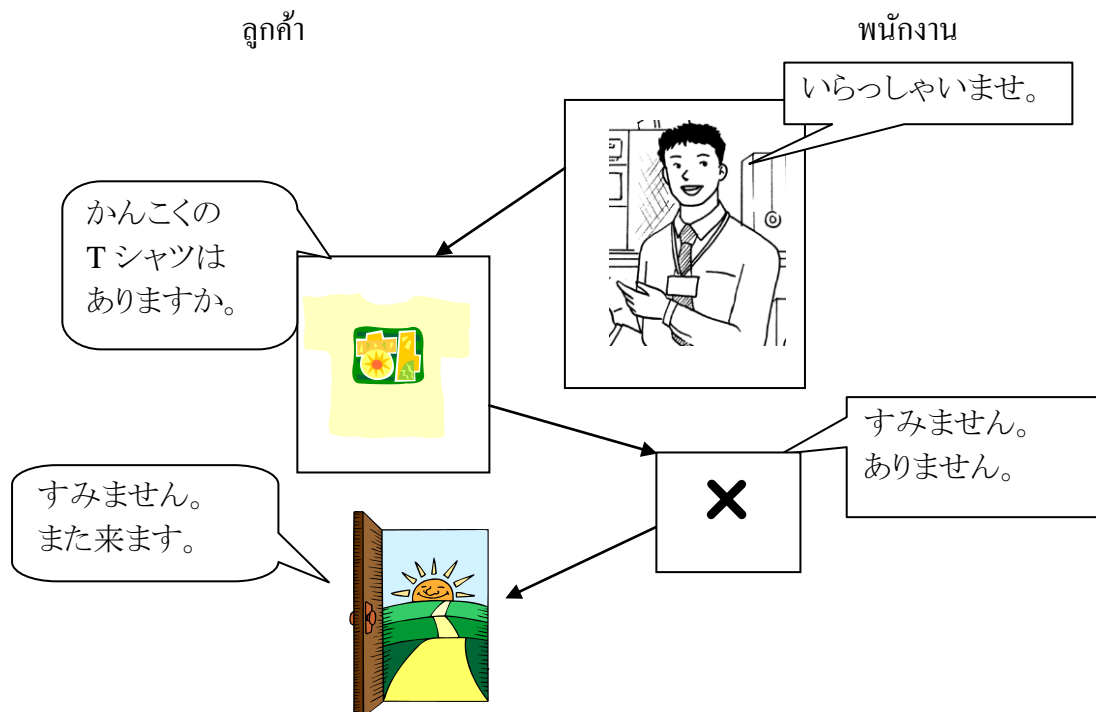 ลูกค้า
พนักงาน
いらっしゃいませ。
かんこくの
T シャツは
ありますか。
すみません。
ありません。
すみません。
また来ます。